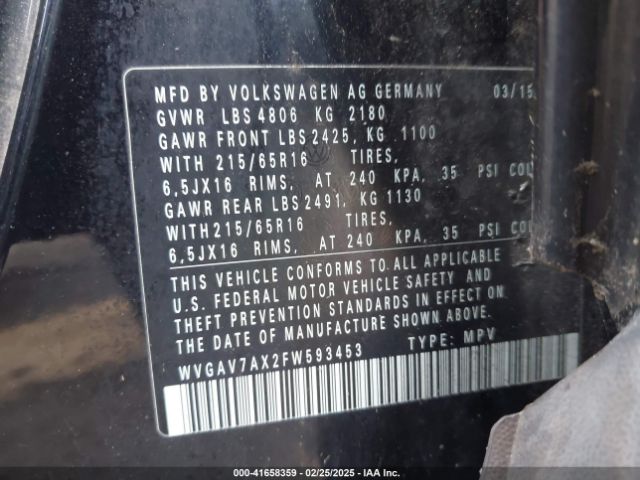 MFD BY VOLKSWAGEN AG GERMANY 03/15
GVWR LBS 4806 KG 2180
GAWR FRONT LBS 2425, KG 1100
WITH 215/65R16 TIRES,
6,5JX16 RIMS, AT 240 KPA, 35 PSI COL
GAWR REAR LBS 2491, KG 1130
WITH215/65R16 TIRES,
6,5JX16 RIMS, AT 240 KPA, 35 PSI COL
THIS VEHICLE CONFORMS TO ALL APPLICABLE
U.S. FEDERAL MOTOR VEHICLE SAFETY AND
THEFT PREVENTION STANDARDS IN EFFECT ON
THE DATE OF MANUFACTURE SHOWN ABOVE.
WVGAV7AX2FW593453 TYPE: MPV
000-41658359 - 02/25/2025 - IAA Inc.